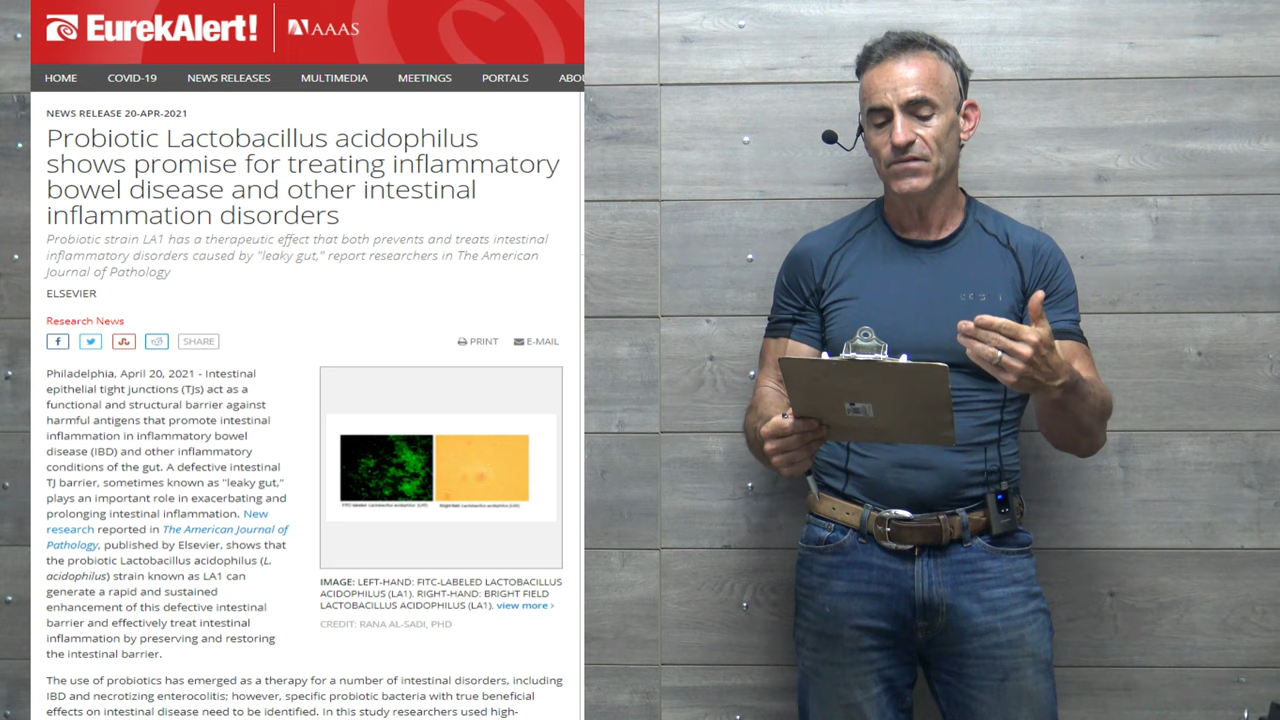 EurekAlert! AAAS
HOME COVID-19 NEWS RELEASES MULTIMEDIA MEETINGS PORTALS ABOU
NEWS RELEASE 20-APR-2021
Probiotic Lactobacillus acidophilus
shows promise for treating inflammatory
bowel disease and other intestinal
inflammation disorders
Probiotic strain LA1 has a therapeutic effect that both prevents and treats intestinal
inflammatory disorders caused by "leaky gut," report researchers in The American
Journal of Pathology
ELSEVIER
Research News
SHARE
PRINT E-MAIL
Philadelphia, April 20, 2021 - Intestinal
epithelial tight junctions (TJs) act as a
functional and structural barrier against
harmful antigens that promote intestinal
inflammation in inflammatory bowel
disease (IBD) and other inflammatory
conditions of the gut. A defective intestinal
TJ barrier, sometimes known as "leaky gut,"
plays an important role in exacerbating and
prolonging intestinal inflammation. New
research reported in The American Journal of
Pathology, published by Elsevier, shows that
the probiotic Lactobacillus acidophilus (L.
acidophilus) strain known as LA1 can
generate a rapid and sustained
enhancement of this defective intestinal
barrier and effectively treat intestinal
inflammation by preserving and restoring
the intestinal barrier.
FITC-labeled Lactobacillus acidophilus (LA1) Bright field Lactobacillus acidophilus (LA1)
IMAGE: LEFT-HAND: FITC-LABELED LACTOBACILLUS
ACIDOPHILUS (LA1). RIGHT-HAND: BRIGHT FIELD
LACTOBACILLUS ACIDOPHILUS (LA1). view more ›
CREDIT: RANA AL-SADI, PHD
The use of probiotics has emerged as a therapy for a number of intestinal disorders, including
IBD and necrotizing enterocolitis; however, specific probiotic bacteria with true beneficial
effects on intestinal disease need to be identified. In this study researchers used high-